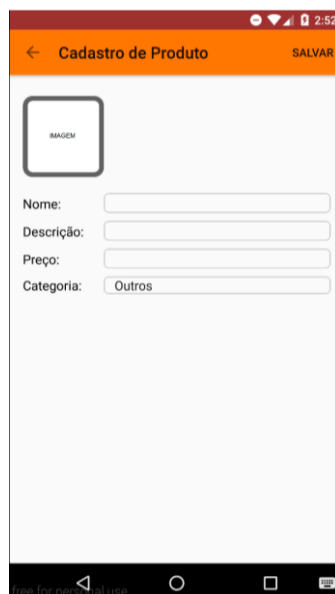 2:52
Cadastro de Produto SALVAR
IMAGEM
Nome:
Descrição:
Preço:
Categoria: Outros
free for personal use